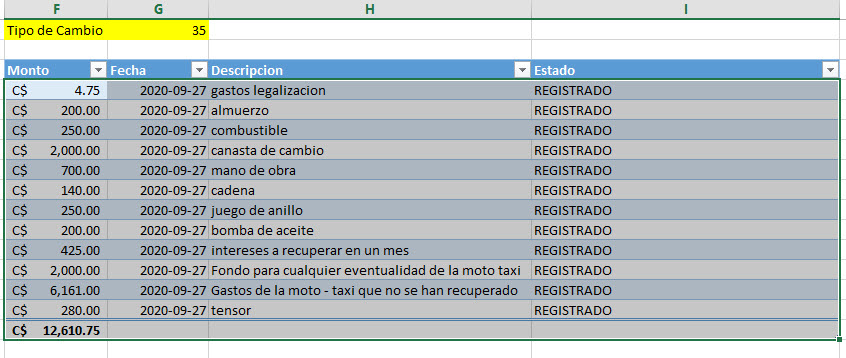 F G H I
Tipo de Cambio 35
Monto Fecha Descripcion Estado
C$ 4.75 2020-09-27 gastos legalizacion REGISTRADO
C$ 200.00 2020-09-27 almuerzo REGISTRADO
C$ 250.00 2020-09-27 combustible REGISTRADO
C$ 2,000.00 2020-09-27 canasta de cambio REGISTRADO
C$ 700.00 2020-09-27 mano de obra REGISTRADO
C$ 140.00 2020-09-27 cadena REGISTRADO
C$ 250.00 2020-09-27 juego de anillo REGISTRADO
C$ 200.00 2020-09-27 bomba de aceite REGISTRADO
C$ 425.00 2020-09-27 intereses a recuperar en un mes REGISTRADO
C$ 2,000.00 2020-09-27 Fondo para cualquier eventualidad de la moto taxi REGISTRADO
C$ 6,161.00 2020-09-27 Gastos de la moto - taxi que no se han recuperado REGISTRADO
C$ 280.00 2020-09-27 tensor REGISTRADO
C$ 12,610.75